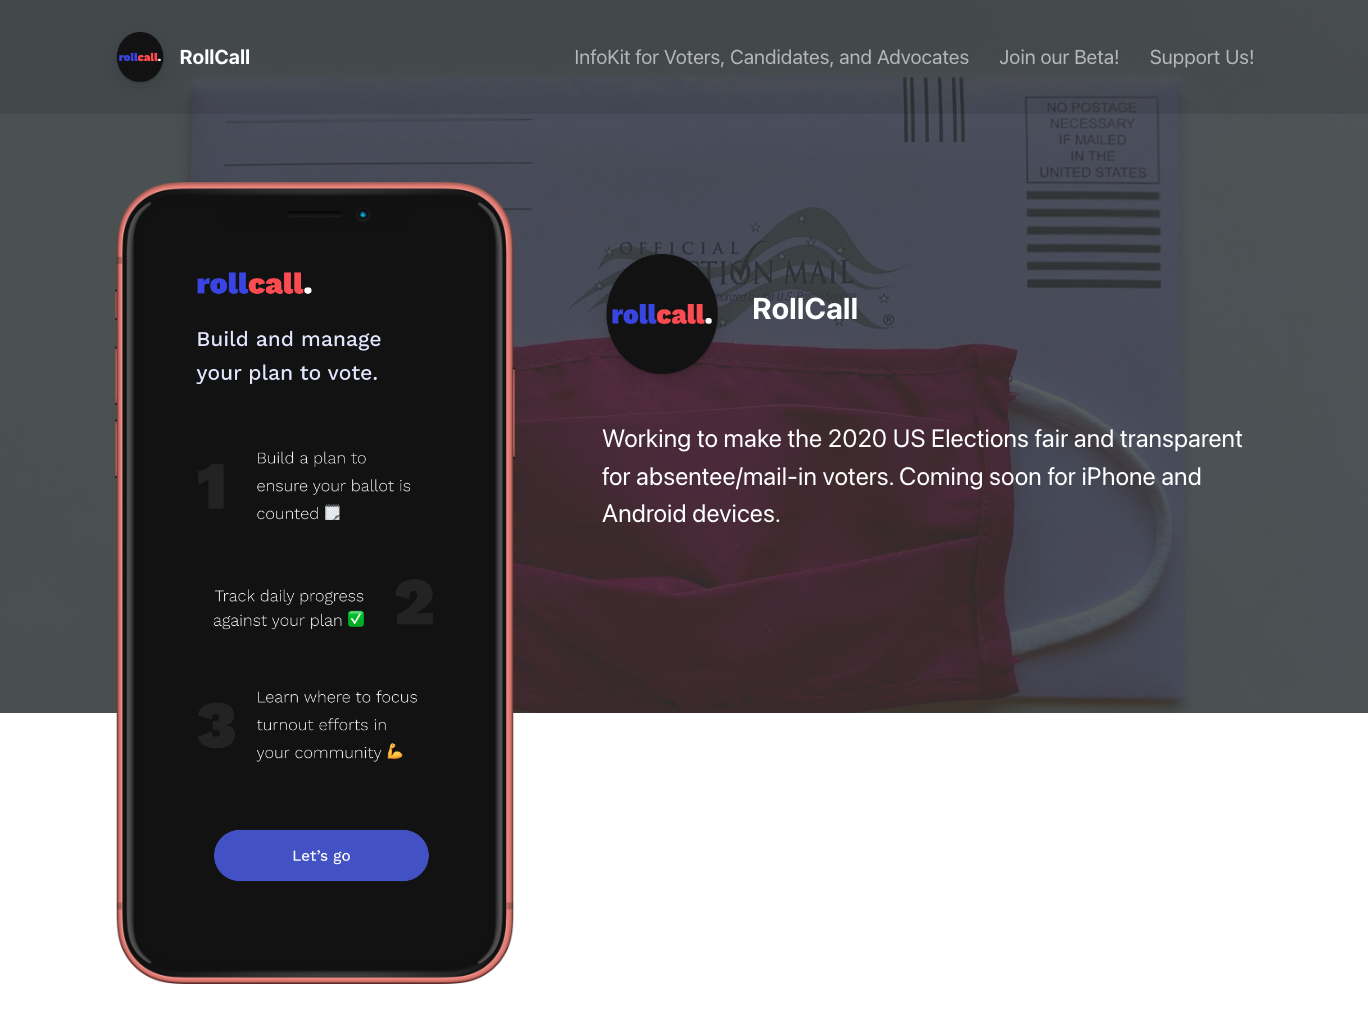 rollcall.
RollCall
InfoKit for Voters, Candidates, and Advocates
Join our Beta!
Support Us!
NO POSTAGE
NECESSARY
IF MAILED
IN THE
UNITED STATES
OFFICIAL
MAIL
®
rollcall.
Build and manage
your plan to vote.
1
Build a plan to
ensure your ballot is
counted
Track daily progress
against your plan ✅
2
3
Learn where to focus
turnout efforts in
your community 💪
Let's go
rollcall.
RollCall
Working to make the 2020 US Elections fair and transparent
for absentee/mail-in voters. Coming soon for iPhone and
Android devices.